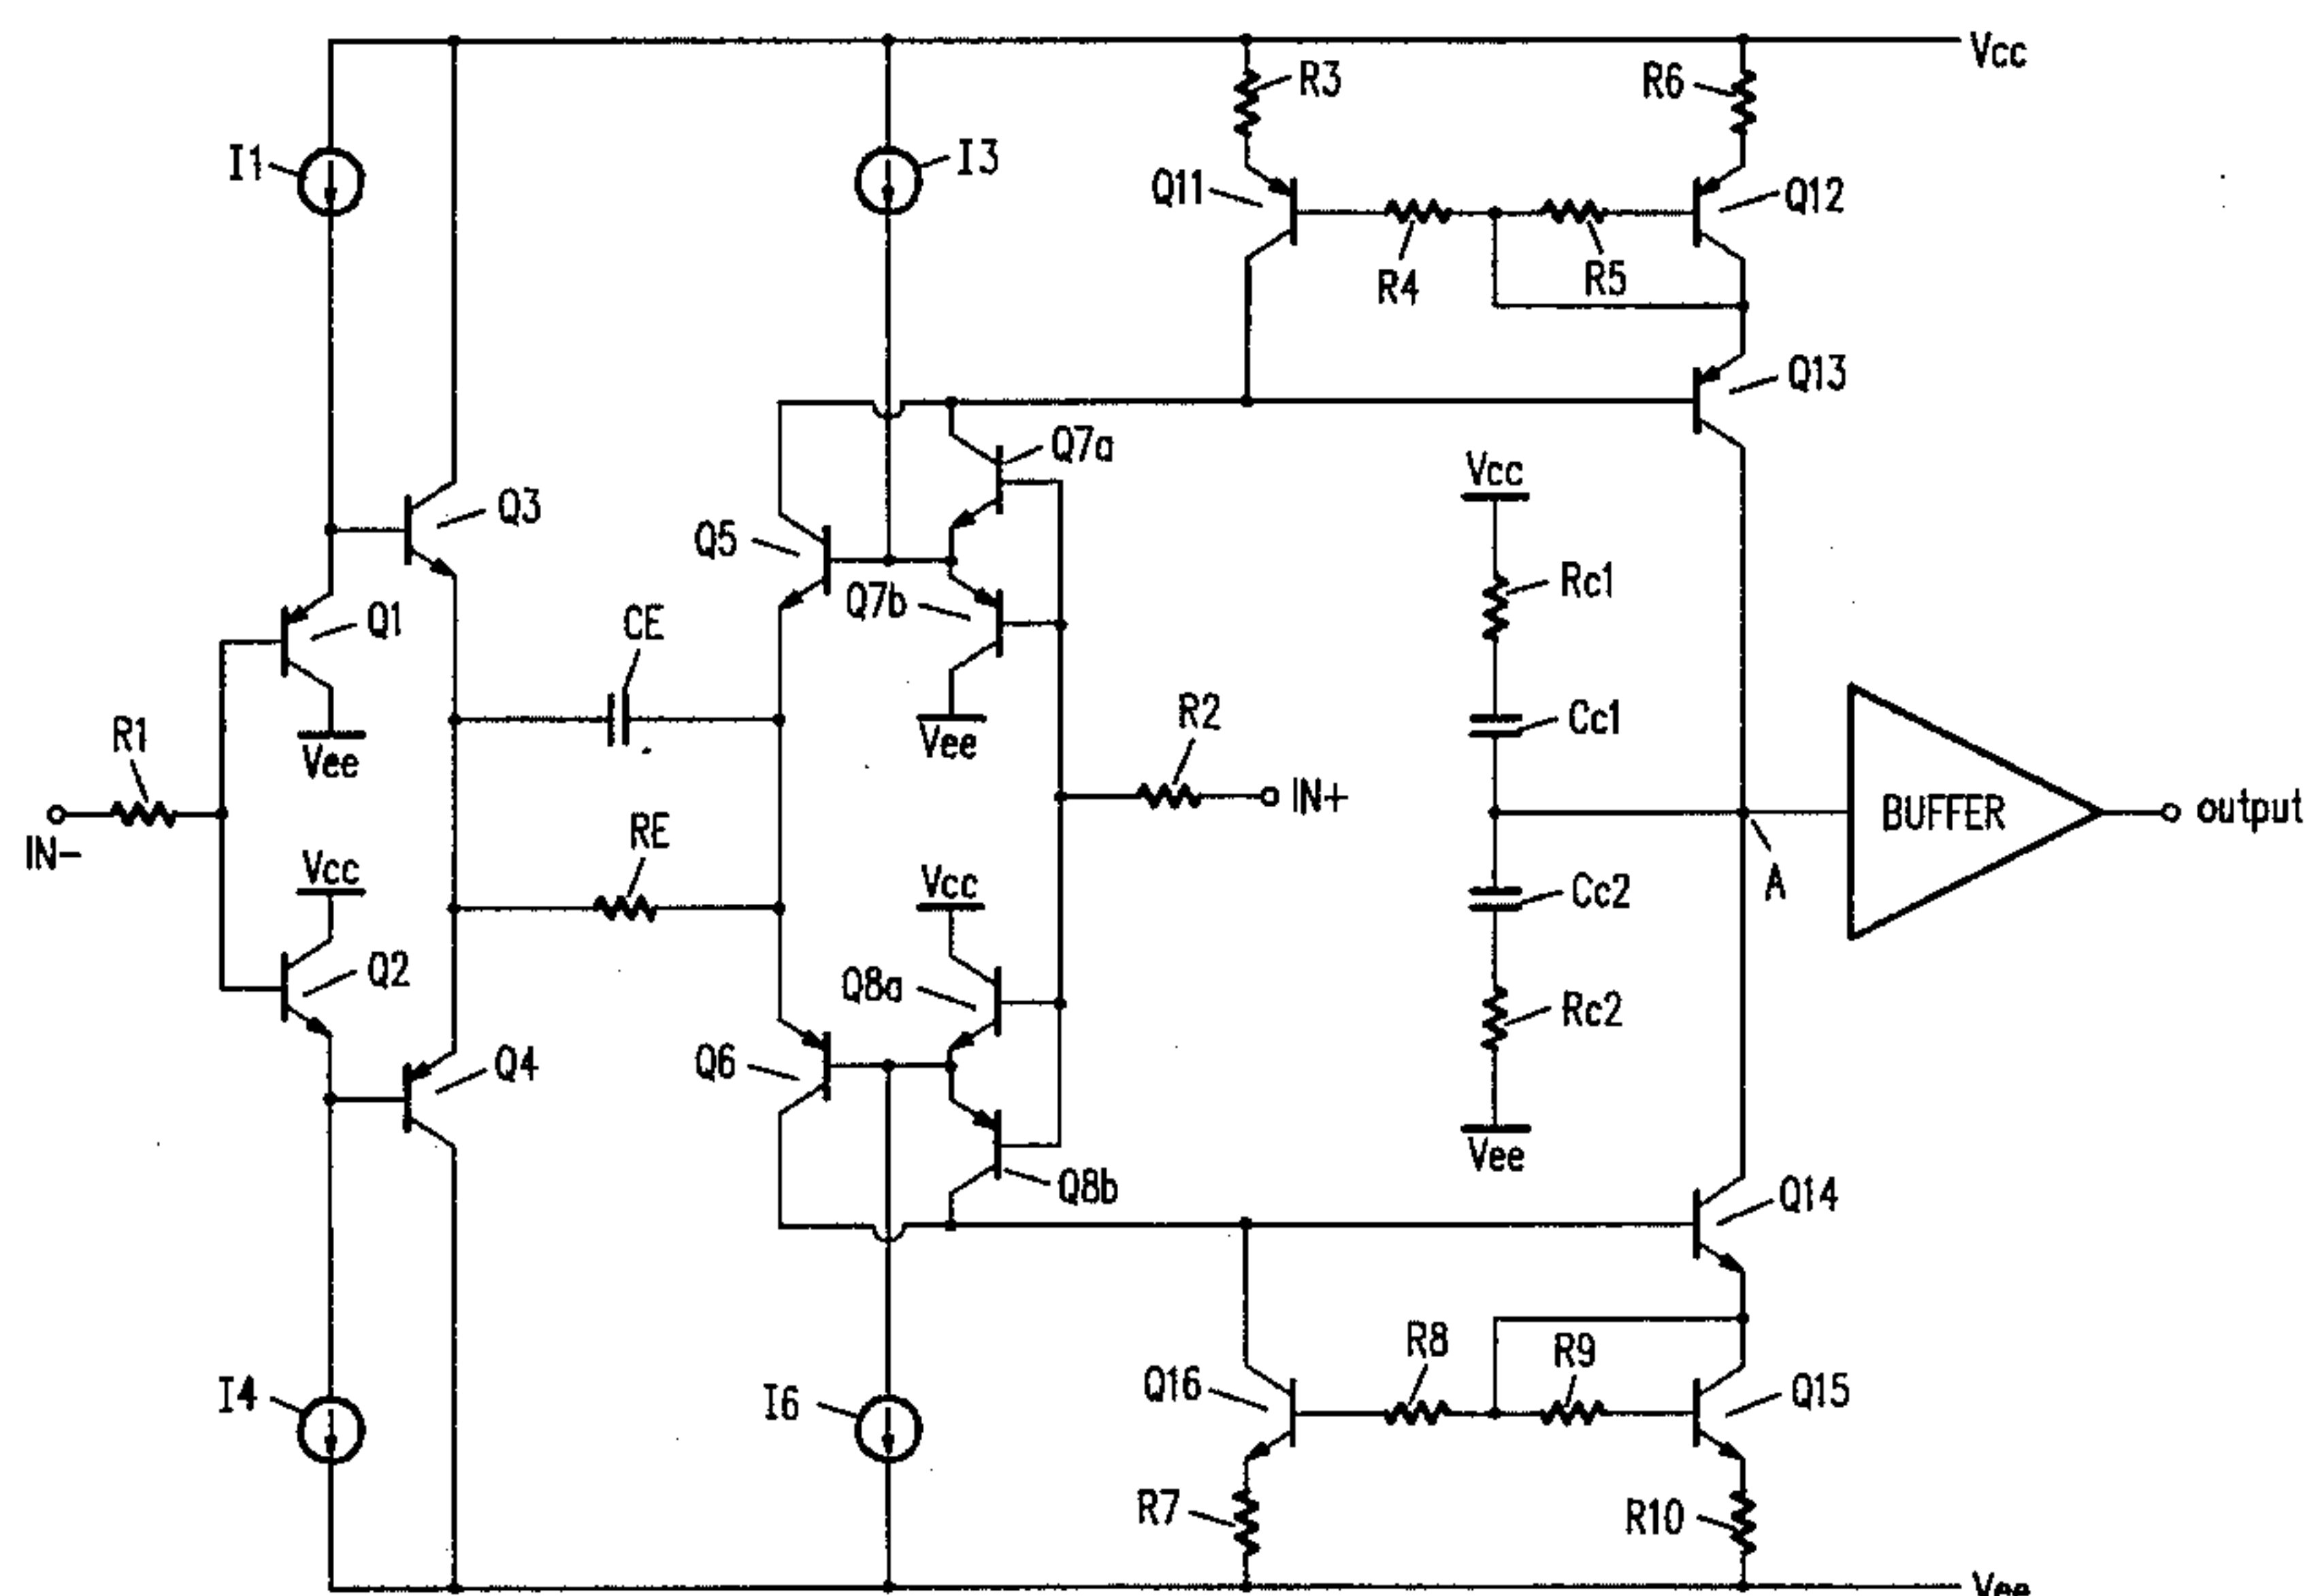 Vcc
R3
R6
I1
I3
Q11
Q12
R4
R5
Q13
Q7a
Vcc
Q3
Q5
Q7b
Rc1
Q1
CE
R1
Vee
Vee
R2
Cc1
IN-
IN+
BUFFER
output
RE
A
Vcc
Vcc
Cc2
Q2
Q8a
Rc2
Q4
Q6
Vee
Q8b
Q14
R8
R9
I4
I6
Q16
Q15
R7
R10
Vee